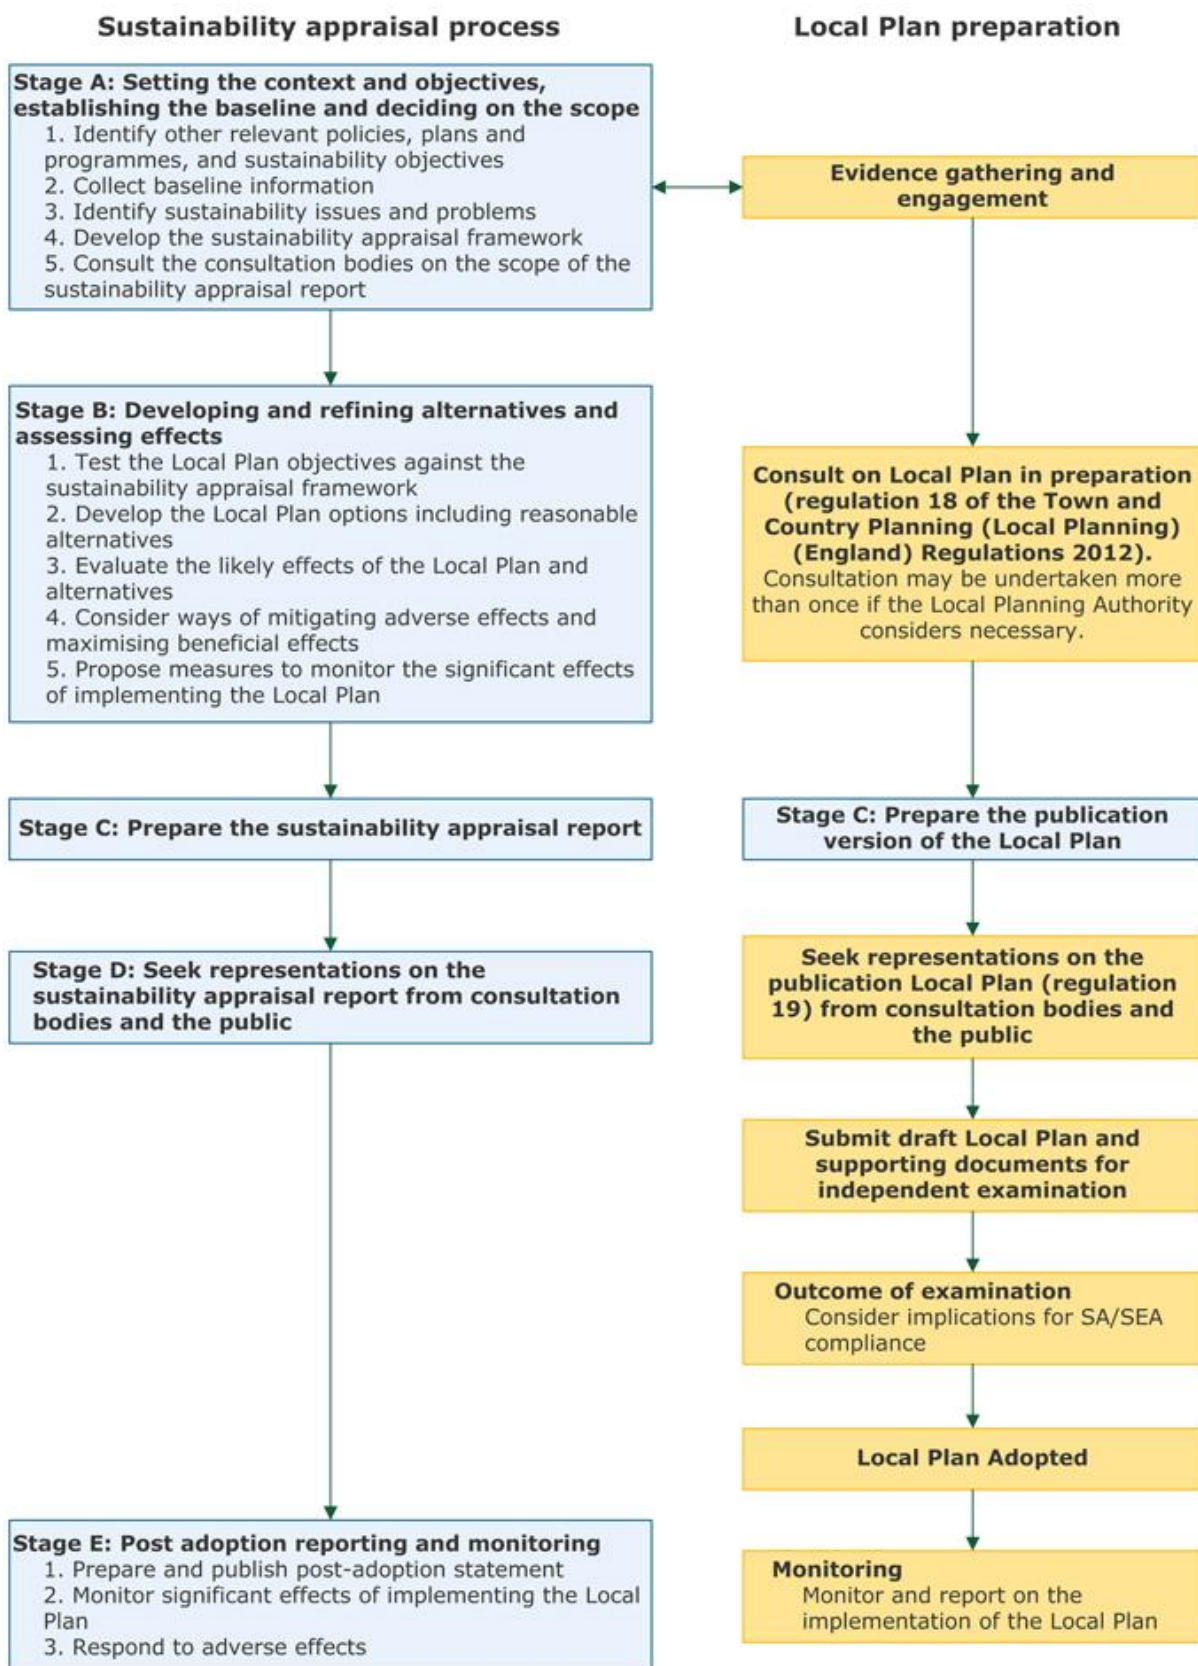 Sustainability appraisal process
Local Plan preparation
Stage A: Setting the context and objectives,
establishing the baseline and deciding on the scope
1. Identify other relevant policies, plans and
programmes, and sustainability objectives
2. Collect baseline information
3. Identify sustainability issues and problems
4. Develop the sustainability appraisal framework
5. Consult the consultation bodies on the scope of the
sustainability appraisal report
Evidence gathering and
engagement
Stage B: Developing and refining alternatives and
assessing effects
1. Test the Local Plan objectives against the
sustainability appraisal framework
2. Develop the Local Plan options including reasonable
alternatives
3. Evaluate the likely effects of the Local Plan and
alternatives
4. Consider ways of mitigating adverse effects and
maximising beneficial effects
5. Propose measures to monitor the significant effects
of implementing the Local Plan
Consult on Local Plan in preparation
(regulation 18 of the Town and
Country Planning (Local Planning)
(England) Regulations 2012).
Consultation may be undertaken more
than once if the Local Planning Authority
considers necessary.
Stage C: Prepare the sustainability appraisal report
Stage C: Prepare the publication
version of the Local Plan
Stage D: Seek representations on the
sustainability appraisal report from consultation
bodies and the public
Seek representations on the
publication Local Plan (regulation
19) from consultation bodies and
the public
Submit draft Local Plan and
supporting documents for
independent examination
Outcome of examination
Consider implications for SA/SEA
compliance
Local Plan Adopted
Stage E: Post adoption reporting and monitoring
1. Prepare and publish post-adoption statement
2. Monitor significant effects of implementing the Local
Plan
3. Respond to adverse effects
Monitoring
Monitor and report on the
implementation of the Local Plan